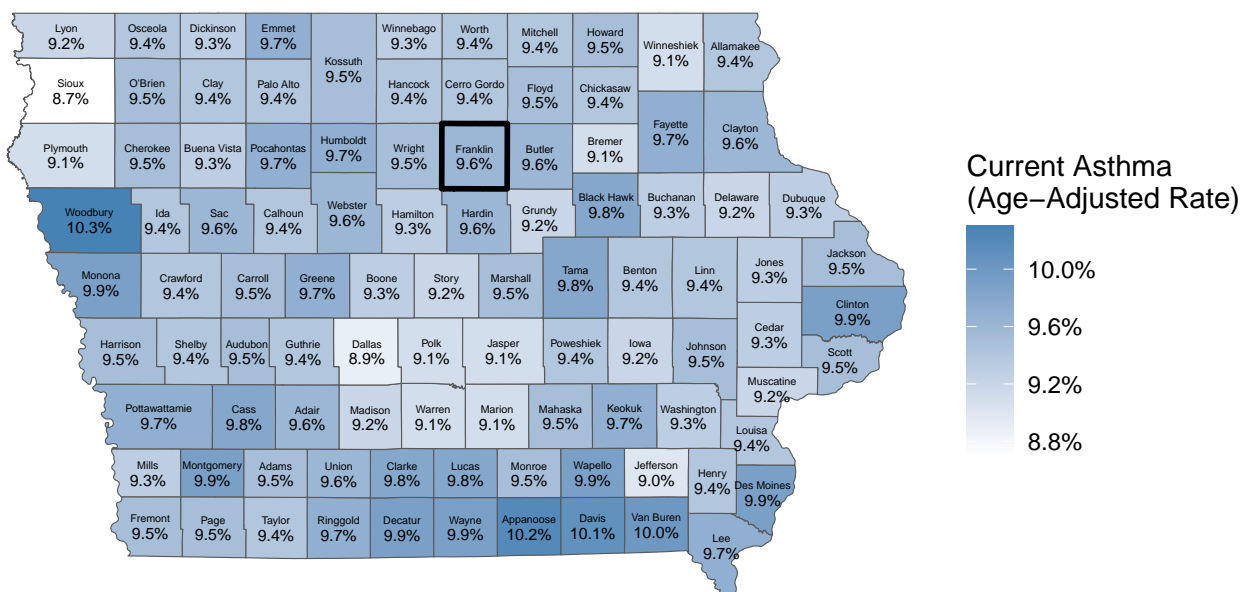 Lyon
9.2%
Osceola
9.4%
Dickinson
9.3%
Emmet
9.7%
Kossuth
9.5%
Winnebago
9.3%
Worth
9.4%
Mitchell
9.4%
Howard
9.5%
Winneshiek
9.1%
Allamakee
9.4%
Sioux
8.7%
O'Brien
9.5%
Clay
9.4%
Palo Alto
9.4%
Hancock
9.4%
Cerro Gordo
9.4%
Floyd
9.5%
Chickasaw
9.4%
Fayette
9.7%
Clayton
9.6%
Plymouth
9.1%
Cherokee
9.5%
Buena Vista
9.3%
Pocahontas
9.7%
Humboldt
9.7%
Wright
9.5%
Franklin
9.6%
Butler
9.6%
Bremer
9.1%
Woodbury
10.3%
Ida
9.4%
Sac
9.6%
Calhoun
9.4%
Webster
9.6%
Hamilton
9.3%
Hardin
9.6%
Grundy
9.2%
Black Hawk
9.8%
Buchanan
9.3%
Delaware
9.2%
Dubuque
9.3%
Monona
9.9%
Crawford
9.4%
Carroll
9.5%
Greene
9.7%
Boone
9.3%
Story
9.2%
Marshall
9.5%
Tama
9.8%
Benton
9.4%
Linn
9.4%
Jones
9.3%
Jackson
9.5%
Clinton
9.9%
Harrison
9.5%
Shelby
9.4%
Audubon
9.5%
Guthrie
9.4%
Dallas
8.9%
Polk
9.1%
Jasper
9.1%
Poweshiek
9.4%
Iowa
9.2%
Johnson
9.5%
Cedar
9.3%
Scott
9.5%
Muscatine
9.2%
Pottawattamie
9.7%
Cass
9.8%
Adair
9.6%
Madison
9.2%
Warren
9.1%
Marion
9.1%
Mahaska
9.5%
Keokuk
9.7%
Washington
9.3%
Louisa
9.4%
Mills
9.3%
Montgomery
9.9%
Adams
9.5%
Union
9.6%
Clarke
9.8%
Lucas
9.8%
Monroe
9.5%
Wapello
9.9%
Jefferson
9.0%
Henry
9.4%
Des Moines
9.9%
Fremont
9.5%
Page
9.5%
Taylor
9.4%
Ringgold
9.7%
Decatur
9.9%
Wayne
9.9%
Appanoose
10.2%
Davis
10.1%
Van Buren
10.0%
Lee
9.7%
Current Asthma
(Age−Adjusted Rate)
10.0%
9.6%
9.2%
8.8%